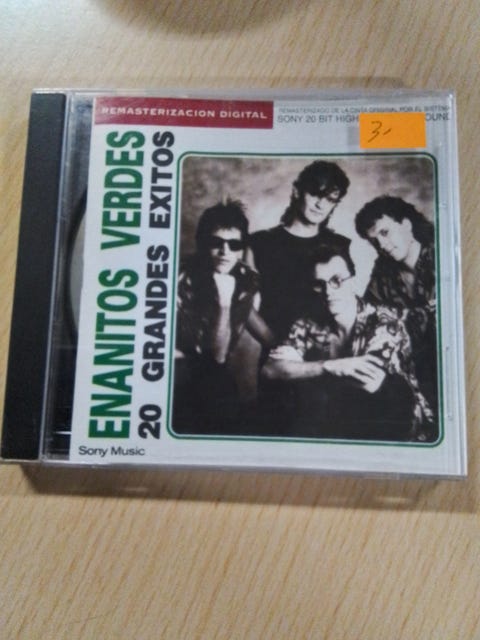 REMASTERIZACION DIGITAL
REMASTERIZADO DE LA CINTA ORIGINAL POR EL SISTEMA
SONY 20 BIT HIGH
3.-
ENANITOS VERDES
20 GRANDES EXITOS
Sony Music